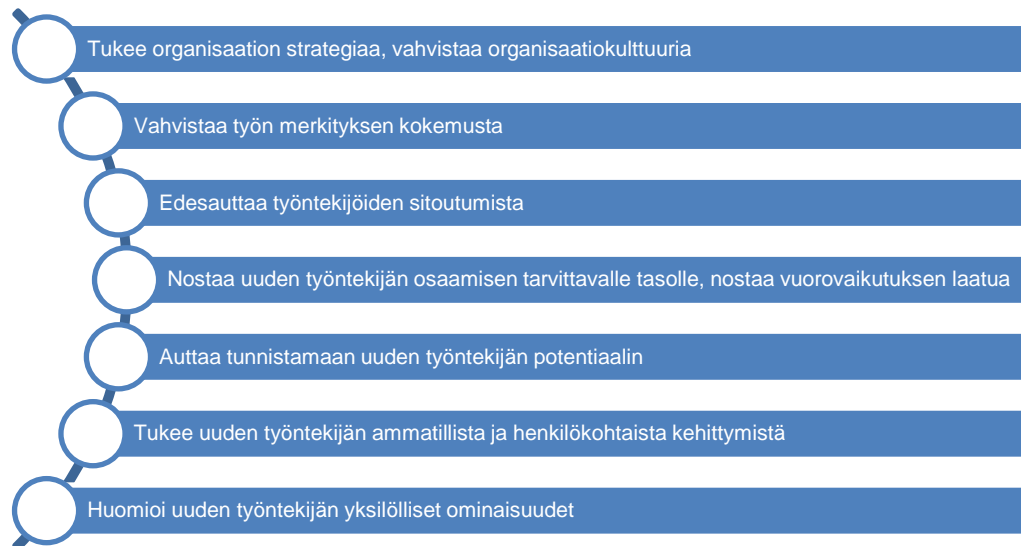 Tukee organisaation strategiaa, vahvistaa organisaatiokulttuuria
Vahvistaa työn merkityksen kokemusta
Edesauttaa työntekijöiden sitoutumista
Nostaa uuden työntekijän osaamisen tarvittavalle tasolle, nostaa vuorovaikutuksen laatua
Auttaa tunnistamaan uuden työntekijän potentiaalin
Tukee uuden työntekijän ammatillista ja henkilökohtaista kehittymistä
Huomioi uuden työntekijän yksilölliset ominaisuudet